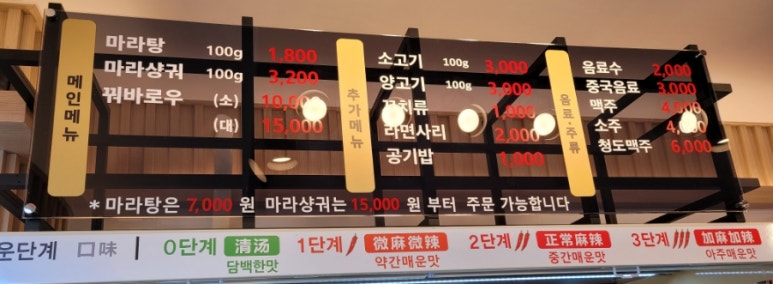 메인메뉴
마라탕 100g 1,800
마라샹궈 100g 3,200
꿔바로우 (소) 10,000
(대) 15,000
추가메뉴
소고기 100g 3,000
양고기 100g 3,000
꼬치류 1,000
라면사리 2,000
공기밥 1,000
음료·주류
음료수 2,000
중국음료 3,000
맥주
소주
청도맥주 6,000
*마라탕은 7,000 원 마라샹궈는 15,000 원 부터 주문 가능합니다
운단계 口味 0단계 清汤 1단계 微麻微辣 2단계 正常麻辣 3단계 加麻加辣
담백한맛 약간매운맛 중간매운맛 아주매운맛